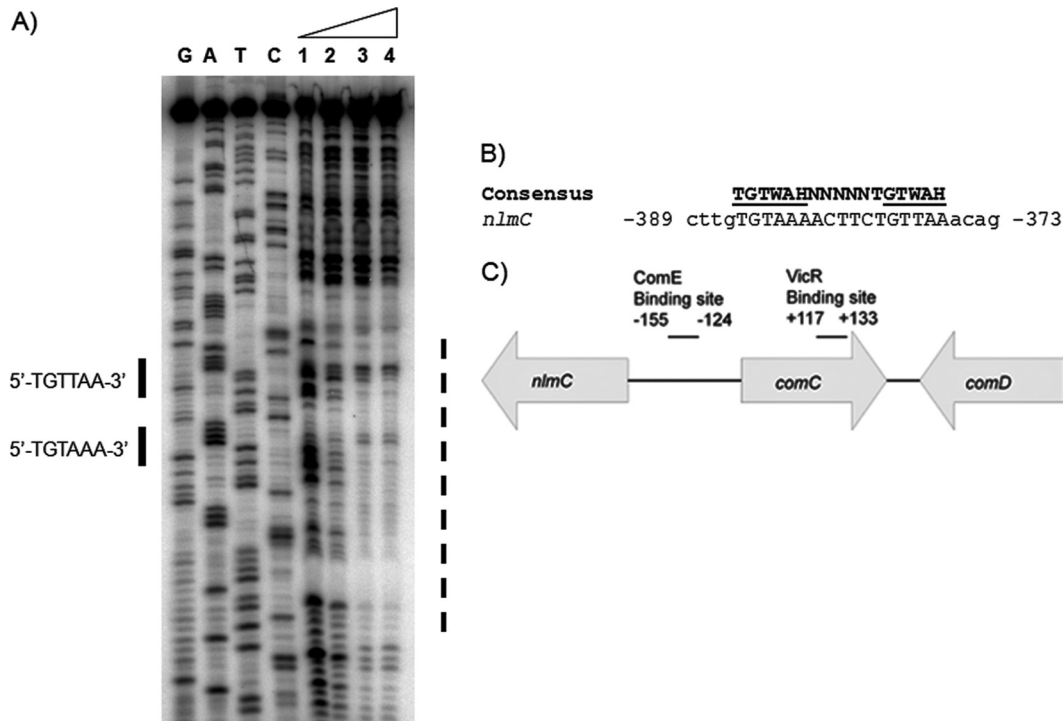 A)
G A T C 1 2 3 4
5'-TGTTAA-3'
5'-TGTAAA-3'
B)
Consensus TGTWAHNNNNNTGTWAH
nlmC -389 cttgTGTAAAACTTCTGTTAAacag -373
C)
ComE
Binding site
-155 -124
VicR
Binding site
+117 +133
nlmC comC comD